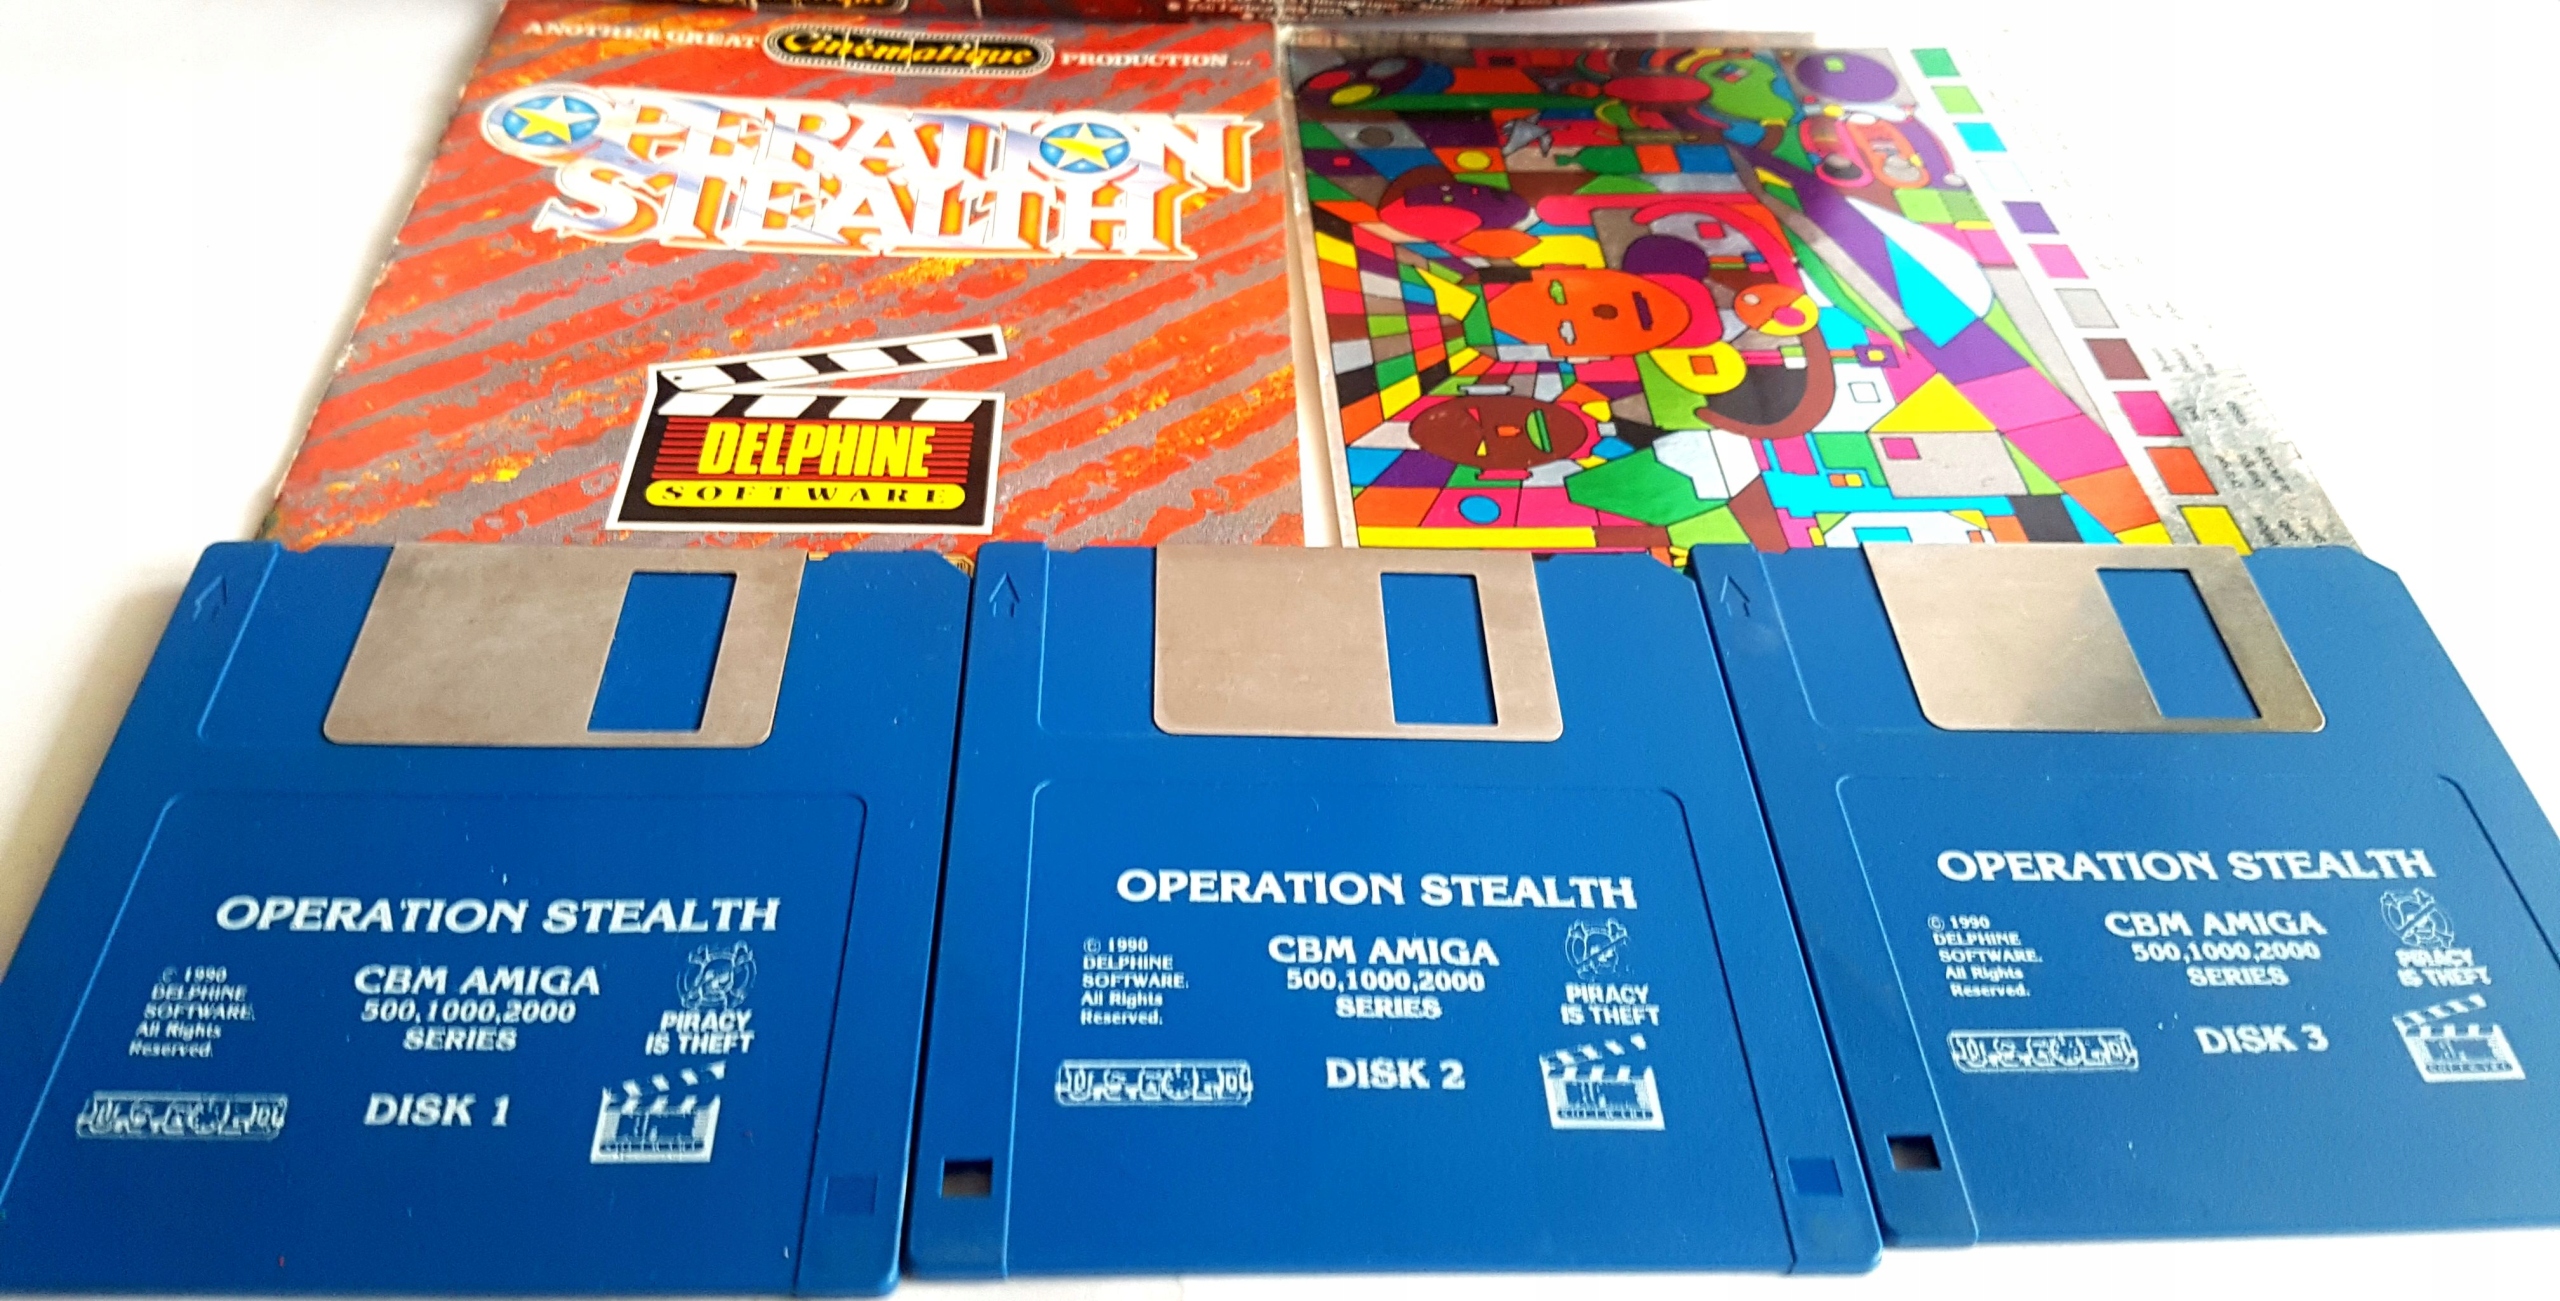 ANOTHER GREAT Cinématique PRODUCTION ...
OPERATION
STEALTH
DELPHINE
SOFTWARE
OPERATION STEALTH
© 1990
DELPHINE
SOFTWARE.
All Rights
Reserved.
CBM AMIGA
500,1000,2000
SERIES
PIRACY
IS THEFT
U.S. GOLD
DISK 1
OPERATION STEALTH
© 1990
DELPHINE
SOFTWARE.
All Rights
Reserved.
CBM AMIGA
500,1000,2000
SERIES
PIRACY
IS THEFT
U.S. GOLD
DISK 2
OPERATION STEALTH
© 1990
DELPHINE
SOFTWARE.
All Rights
Reserved.
CBM AMIGA
500,1000,2000
SERIES
PIRACY
IS THEFT
U.S. GOLD
DISK 3